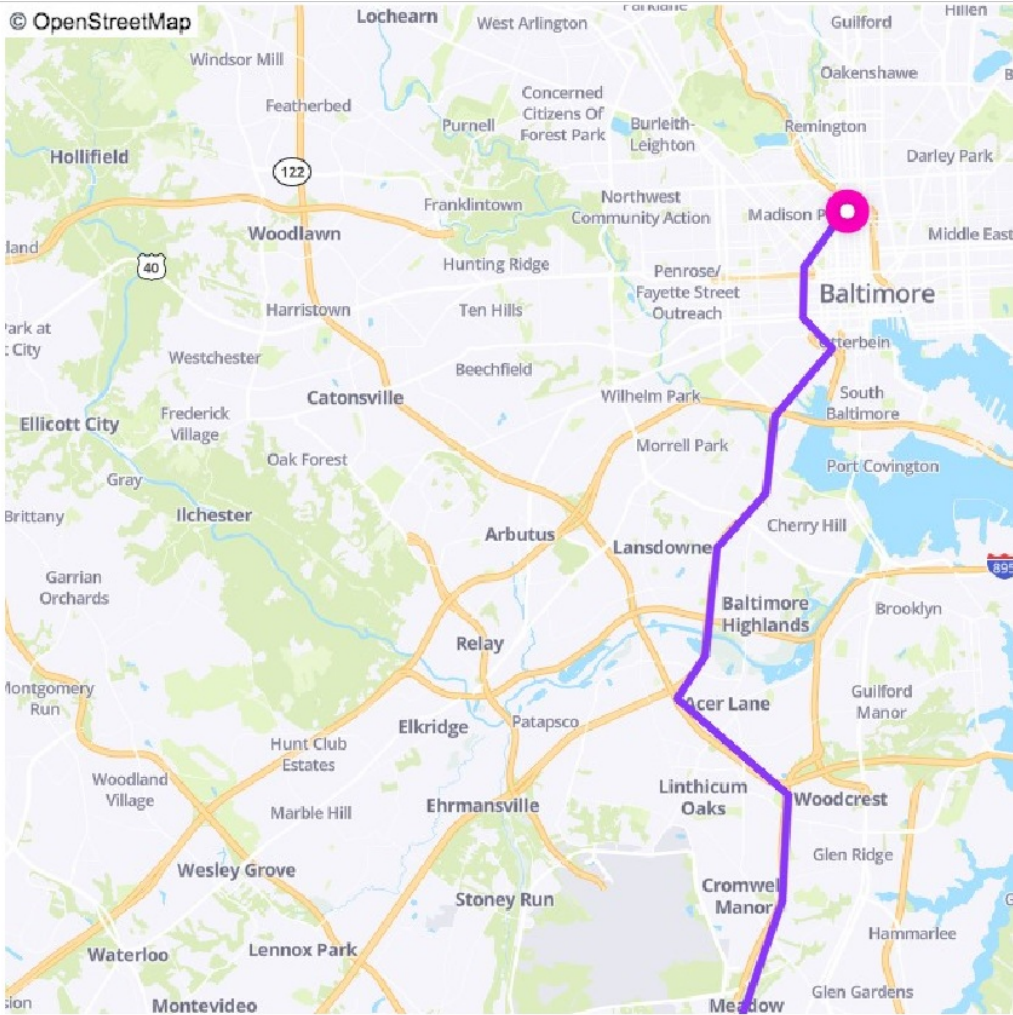 Lochearn
Hillen
© OpenStreetMap
West Arlington
Guilford
Windsor Mill
Oakenshawe
Concerned
Citizens Of
Forest Park
Featherbed
Purnell
Burleith-
Leighton
Remington
Hollifield
Darley Park
122
Northwest
Community Action
Franklintown
Madison
Woodlawn
Middle East
40
Hunting Ridge
Penrose/
Fayette Street
Outreach
Baltimore
Harristown
Ten Hills
Park at
City
Westchester
Beechfield
Catonsville
Wilhelm Park
South
Baltimore
Ellicott City
Frederick
Village
Morrell Park
Oak Forest
Port Covington
Gray
Brittany
Ilchester
Cherry Hill
Arbutus
Lansdowne
895
Garrian
Orchards
Baltimore
Highlands
Brooklyn
Relay
Montgomery
Run
Guilford
Manor
Acer Lane
Elkridge
Patapsco
Hunt Club
Estates
Woodland
Village
Linthicum
Oaks
Woodcrest
Ehrmansville
Marble Hill
Glen Ridge
Wesley Grove
Stoney Run
Cromwell
Manor
Hammarlee
Waterloo
Lennox Park
Glen Gardens
Montevideo
Meadow